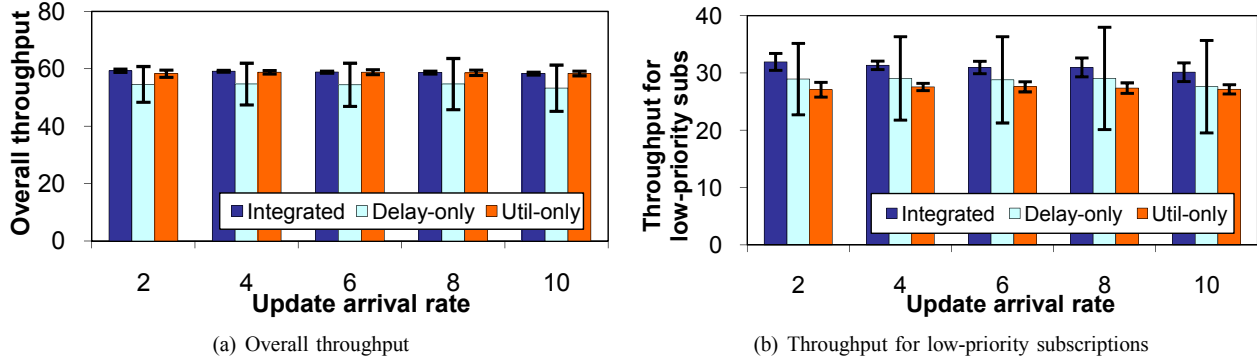 80
60
40
20
0
Overall throughput
Integrated Delay-only Util-only
2 4 6 8 10
Update arrival rate
(a) Overall throughput
40
30
20
10
0
Throughput for
low-priority subs
Integrated Delay-only Util-only
2 4 6 8 10
Update arrival rate
(b) Throughput for low-priority subscriptions